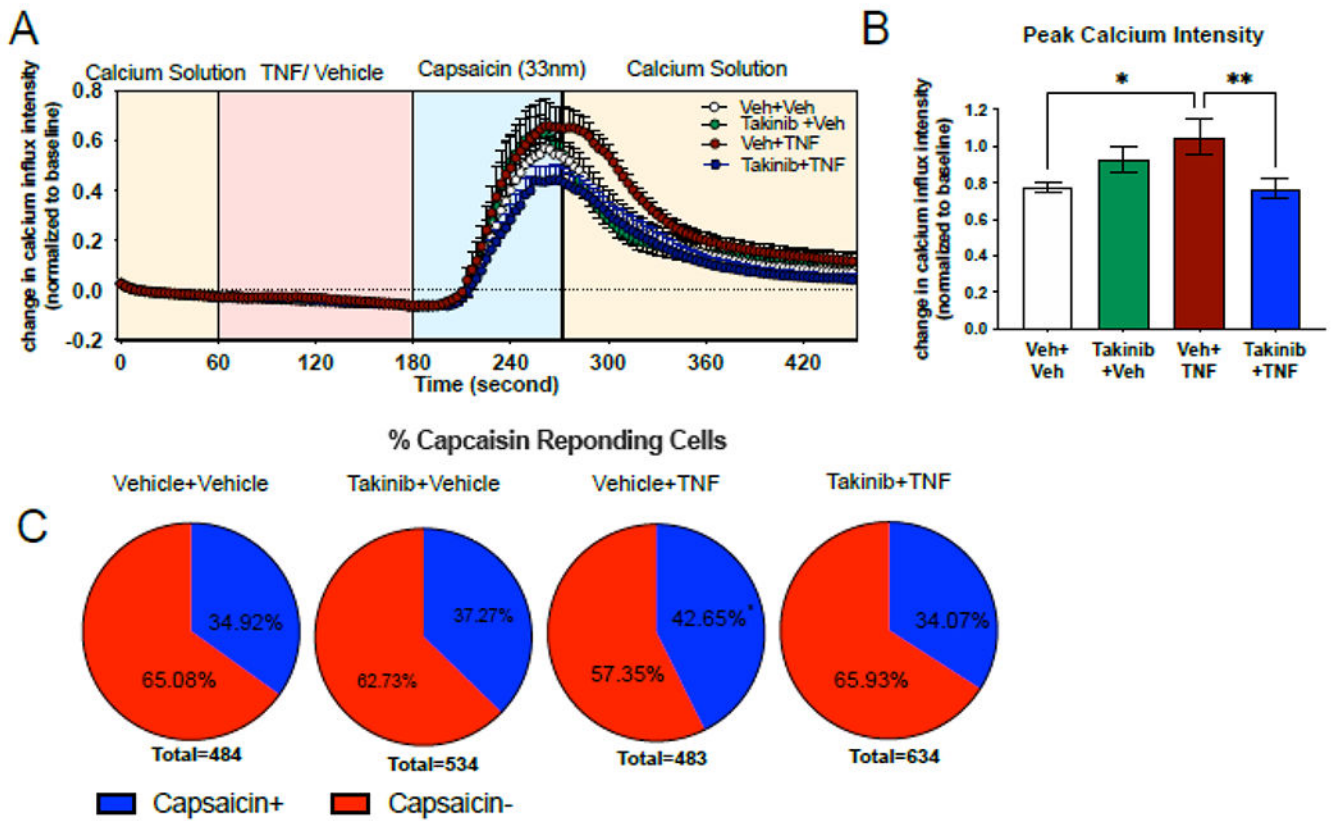 A
Calcium Solution TNF/ Vehicle Capsaicin (33nm) Calcium Solution
change in calcium influx intensity
(normalized to baseline)
0.8
0.6
0.4
0.2
0.0
-0.2
Veh+Veh
Takinib +Veh
Veh+TNF
Takinib+TNF
0 60 120 180 240 300 360 420
Time (second)
B
Peak Calcium Intensity
* **
change in calcium influx intensity
(normalized to baseline)
1.2
1.0
0.8
0.6
0.4
0.2
0.0
Veh+ Takinib Veh+ Takinib
Veh +Veh TNF +TNF
% Capcaisin Reponding Cells
Vehicle+Vehicle Takinib+Vehicle Vehicle+TNF Takinib+TNF
C
34.92% 37.27% 42.65%* 34.07%
65.08% 62.73% 57.35% 65.93%
Total=484 Total=534 Total=483 Total=634
Capsaicin+ Capsaicin-